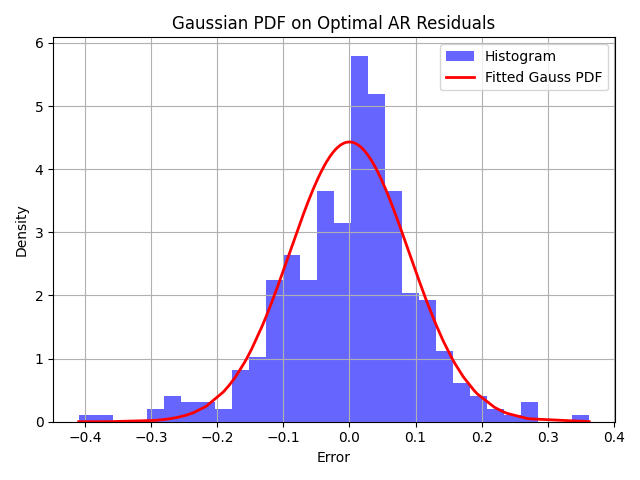 Gaussian PDF on Optimal AR Residuals
Histogram
Fitted Gauss PDF
Density
6
5
4
3
2
1
0
−0.4 −0.3 −0.2 −0.1 0.0 0.1 0.2 0.3 0.4
Error